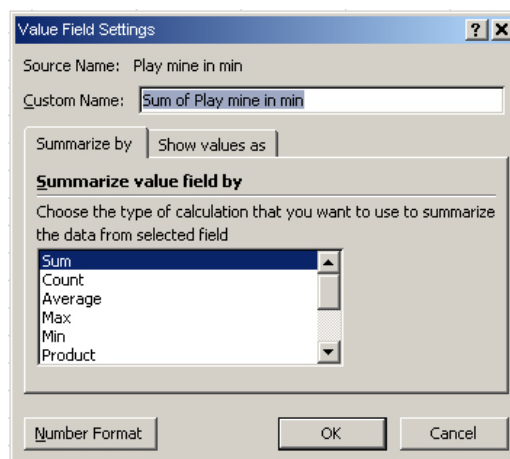 Value Field Settings
Source Name: Play mine in min
Custom Name: Sum of Play mine in min
Summarize by Show values as
Summarize value field by
Choose the type of calculation that you want to use to summarize
the data from selected field
Sum
Count
Average
Max
Min
Product
Number Format OK Cancel